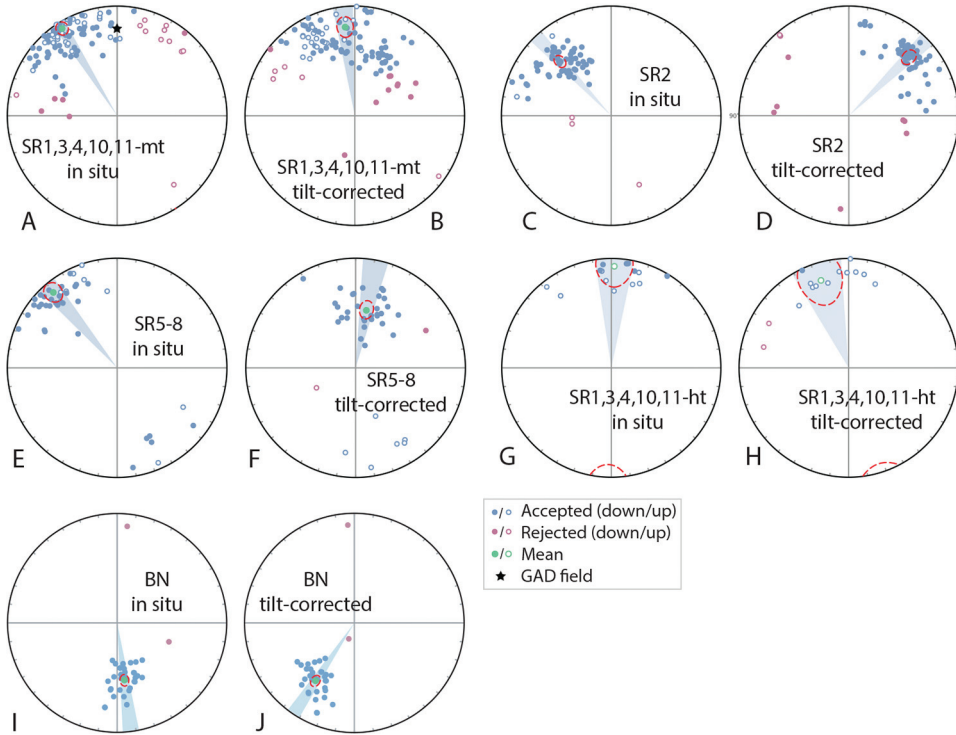 SR1,3,4,10,11-mt
in situ
A
SR1,3,4,10,11-mt
tilt-corrected
B
SR2
in situ
C
90°
SR2
tilt-corrected
D
SR5-8
in situ
E
SR5-8
tilt-corrected
F
SR1,3,4,10,11-ht
in situ
G
SR1,3,4,10,11-ht
tilt-corrected
H
BN
in situ
I
BN
tilt-corrected
J
/ Accepted (down/up)
/ Rejected (down/up)
/ Mean
GAD field